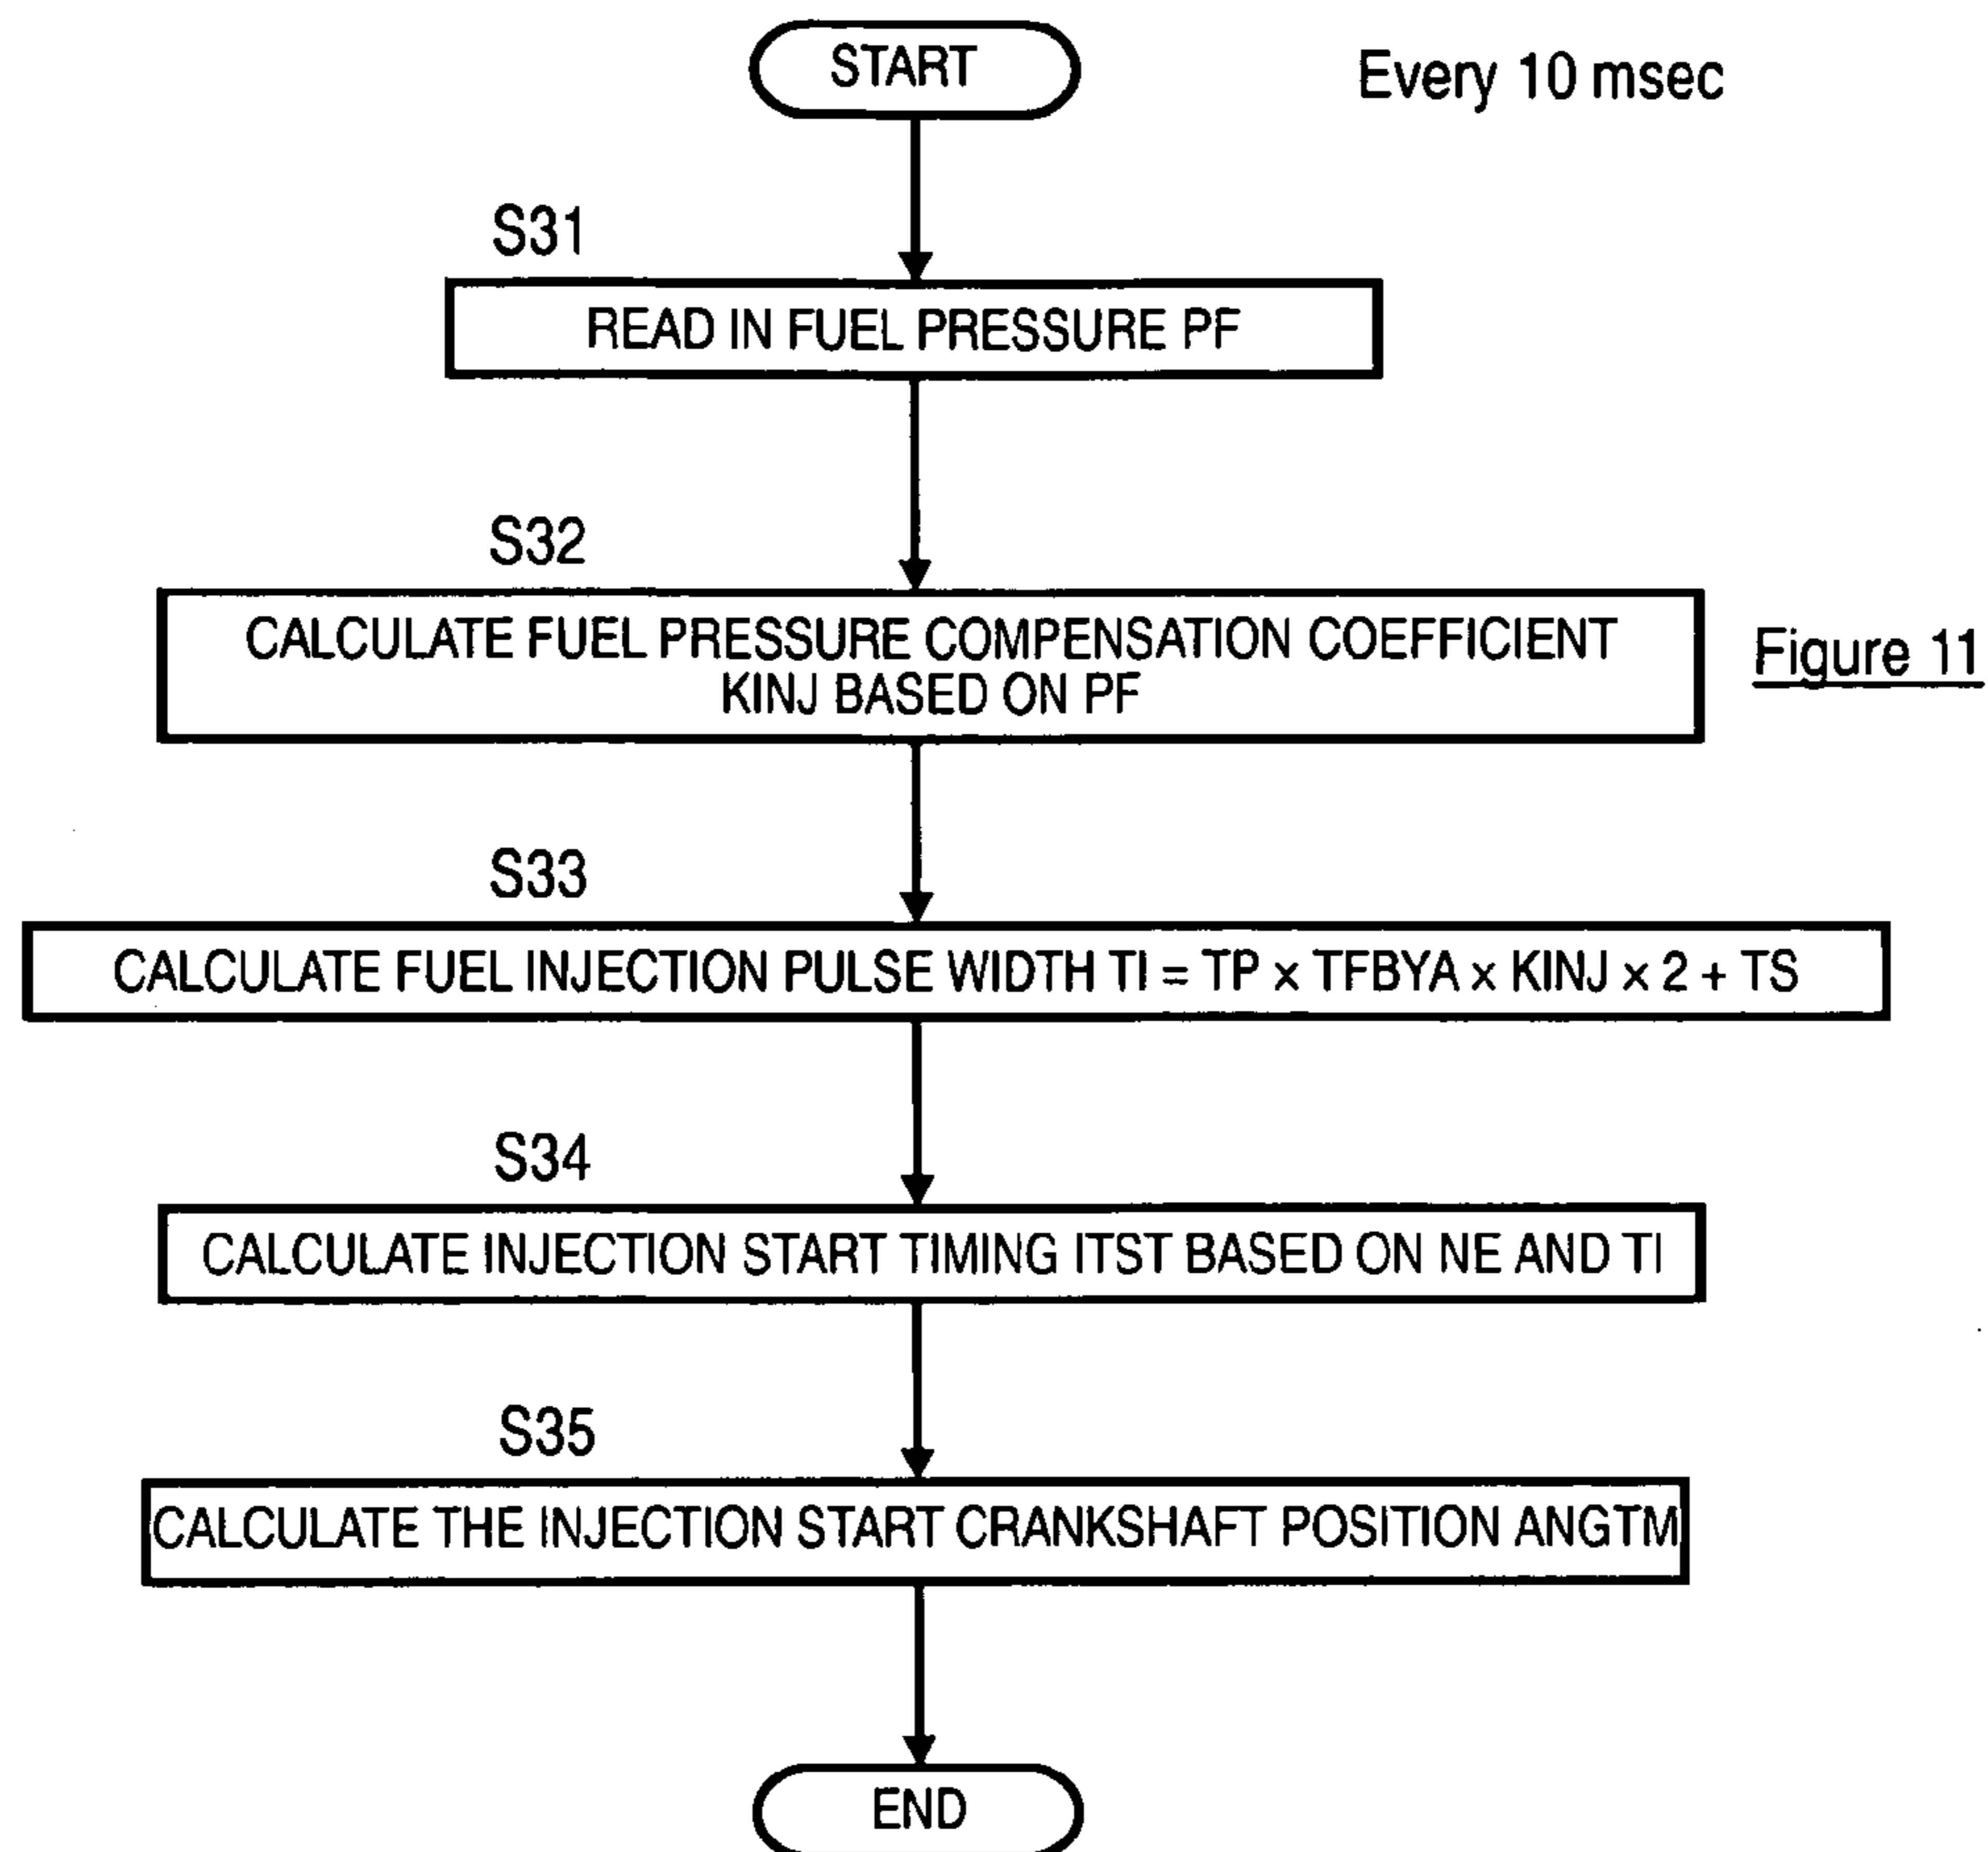 START
Every 10 msec
S31
READ IN FUEL PRESSURE PF
S32
CALCULATE FUEL PRESSURE COMPENSATION COEFFICIENT
KINJ BASED ON PF
Figure 11
S33
CALCULATE FUEL INJECTION PULSE WIDTH TI = TP × TFBYA × KINJ × 2 + TS
S34
CALCULATE INJECTION START TIMING ITST BASED ON NE AND TI
S35
CALCULATE THE INJECTION START CRANKSHAFT POSITION ANGTM
END